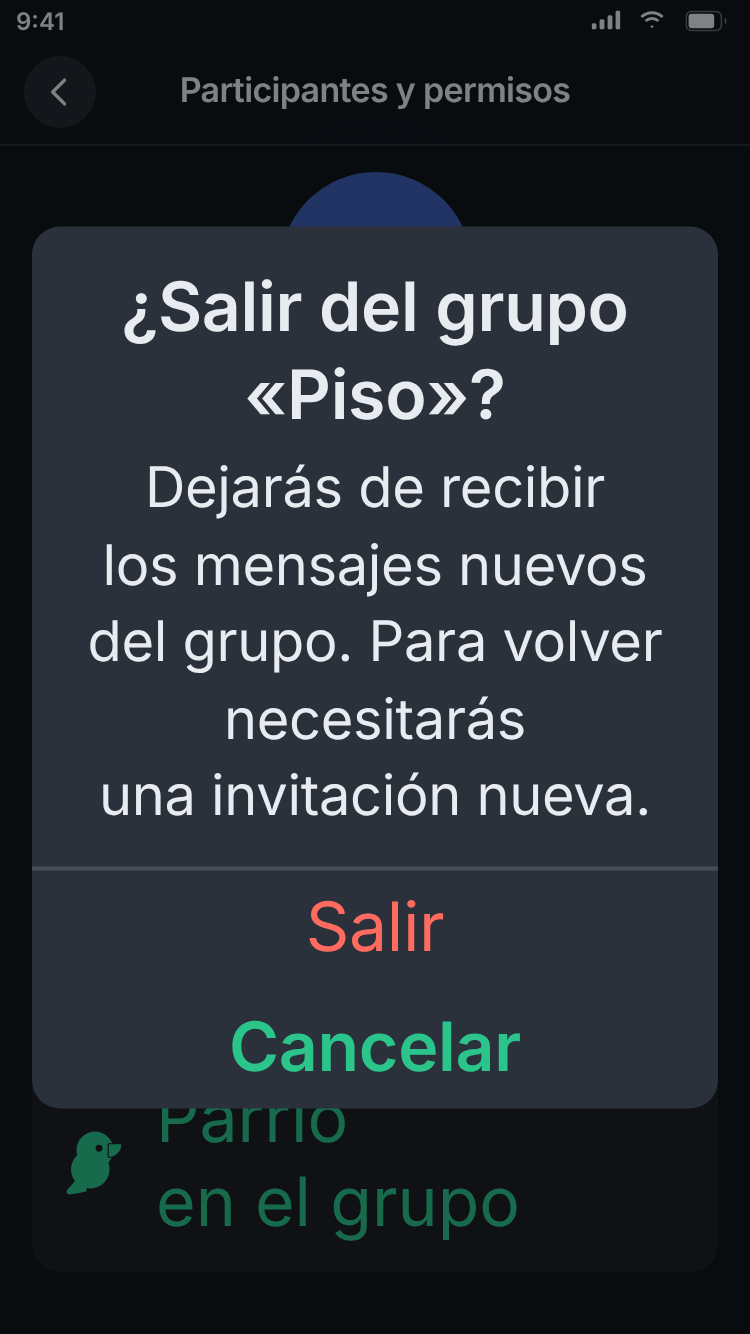 9:41
Participantes y permisos
¿Salir del grupo
«Piso»?
Dejarás de recibir
los mensajes nuevos
del grupo. Para volver
necesitarás
una invitación nueva.
Salir
Cancelar
Parrio
en el grupo